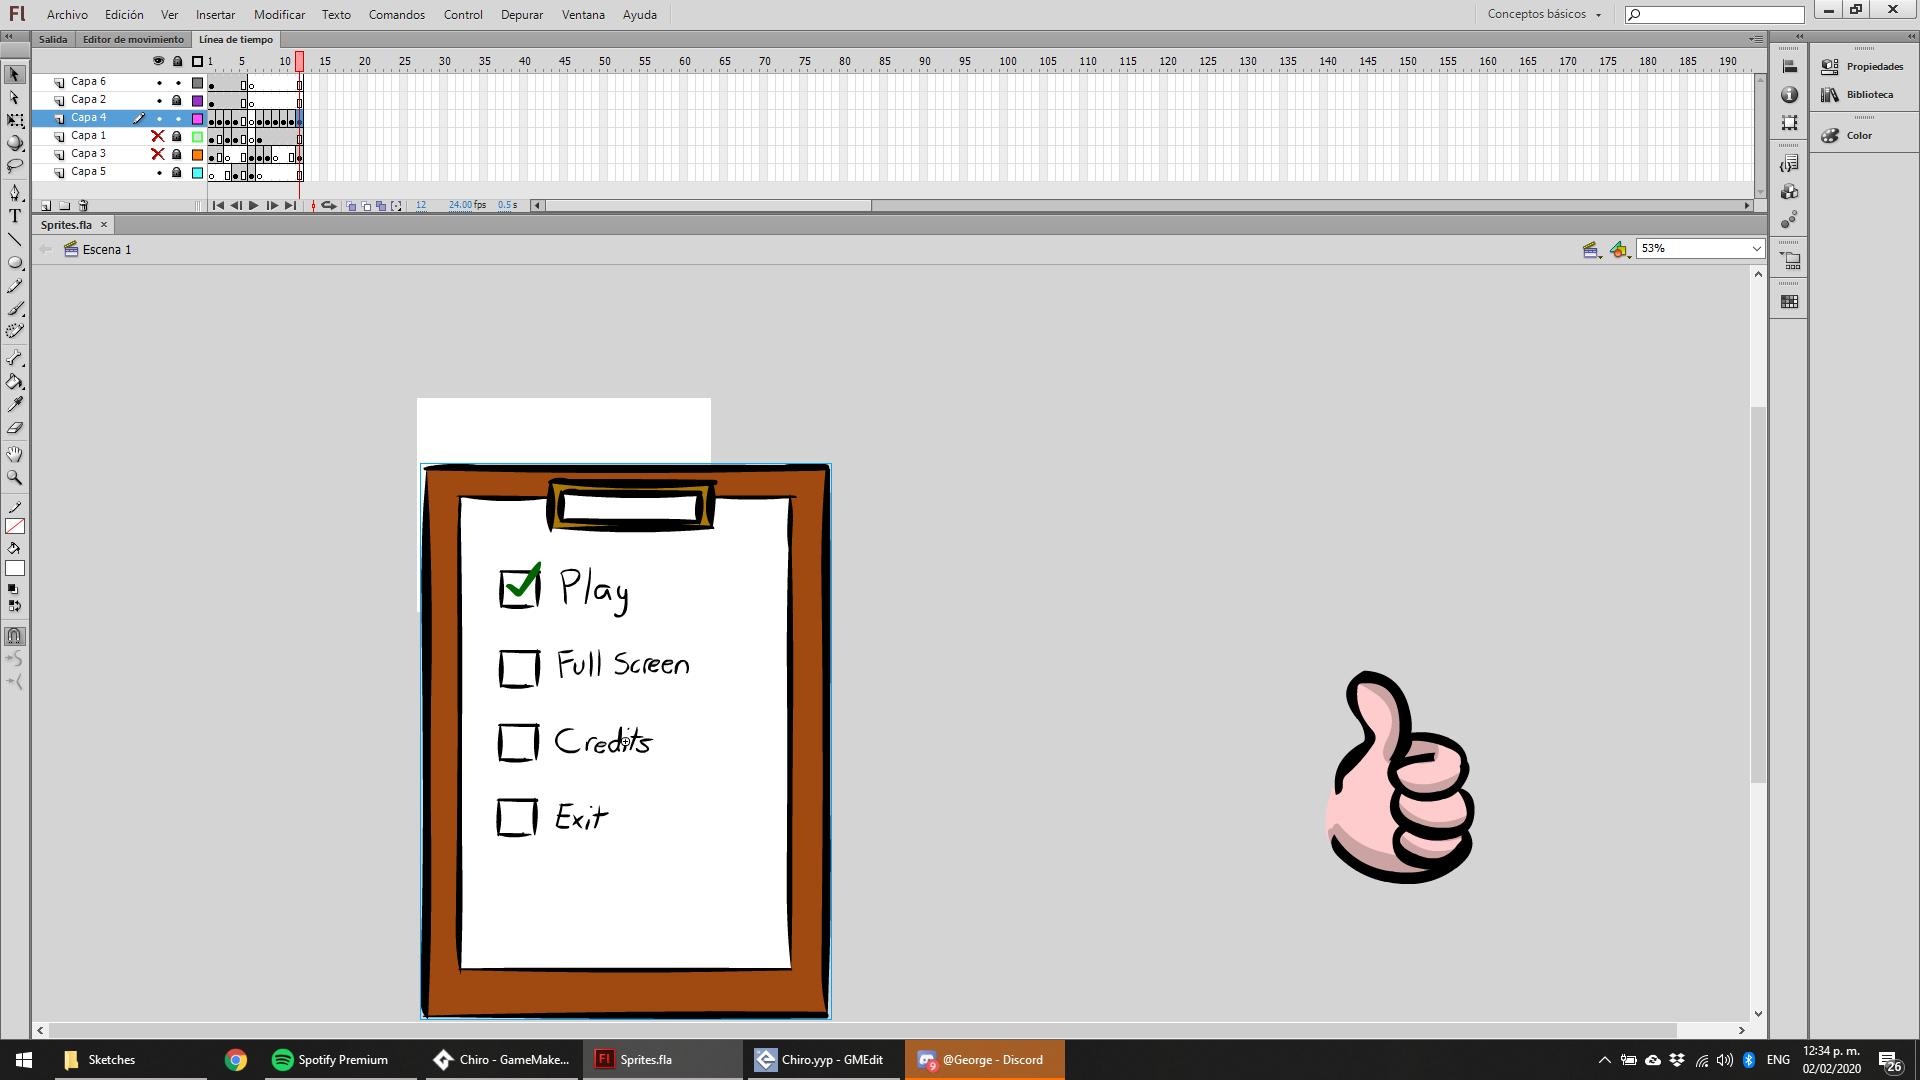 Fl Archivo Edición Ver Insertar Modificar Texto Comandos Control Depurar Ventana Ayuda Conceptos básicos
Salida Editor de movimiento Línea de tiempo
1 5 10 15 20 25 30 35 40 45 50 55 60 65 70 75 80 85 90 95 100 105 110 115 120 125 130 135 140 145 150 155 160 165 170 175 180 185 190
Capa 6
Capa 2
Capa 4
Capa 1
Capa 3
Capa 5
12 24.00 fps 0.5 s
Propiedades
Biblioteca
Color
Sprites.fla ×
Escena 1 53%
Play
Full Screen
Credits
Exit
Sketches Spotify Premium Chiro - GameMake... Fl Sprites.fla Chiro.yyp - GMEdit 9 @George - Discord ENG 12:34 p. m.
02/02/2020 26